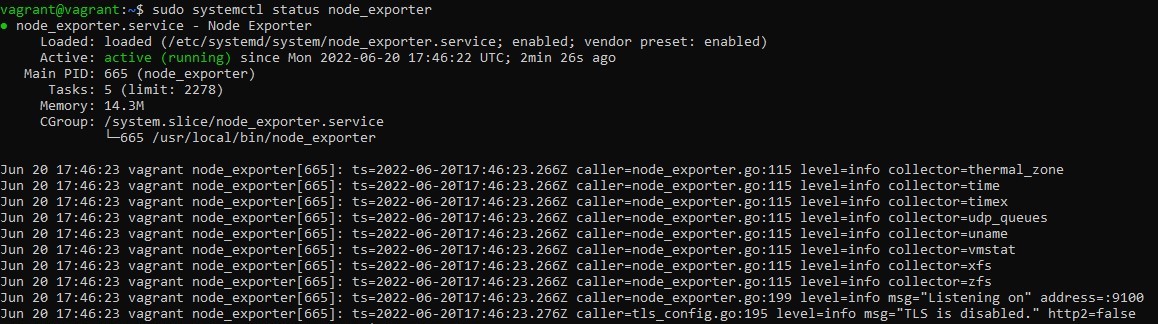 vagrant@vagrant:~$ sudo systemctl status node_exporter
● node_exporter.service - Node Exporter
Loaded: loaded (/etc/systemd/system/node_exporter.service; enabled; vendor preset: enabled)
Active: active (running) since Mon 2022-06-20 17:46:22 UTC; 2min 26s ago
Main PID: 665 (node_exporter)
Tasks: 5 (limit: 2278)
Memory: 14.3M
CGroup: /system.slice/node_exporter.service
└─665 /usr/local/bin/node_exporter
Jun 20 17:46:23 vagrant node_exporter[665]: ts=2022-06-20T17:46:23.266Z caller=node_exporter.go:115 level=info collector=thermal_zone
Jun 20 17:46:23 vagrant node_exporter[665]: ts=2022-06-20T17:46:23.266Z caller=node_exporter.go:115 level=info collector=time
Jun 20 17:46:23 vagrant node_exporter[665]: ts=2022-06-20T17:46:23.266Z caller=node_exporter.go:115 level=info collector=timex
Jun 20 17:46:23 vagrant node_exporter[665]: ts=2022-06-20T17:46:23.266Z caller=node_exporter.go:115 level=info collector=udp_queues
Jun 20 17:46:23 vagrant node_exporter[665]: ts=2022-06-20T17:46:23.266Z caller=node_exporter.go:115 level=info collector=uname
Jun 20 17:46:23 vagrant node_exporter[665]: ts=2022-06-20T17:46:23.266Z caller=node_exporter.go:115 level=info collector=vmstat
Jun 20 17:46:23 vagrant node_exporter[665]: ts=2022-06-20T17:46:23.266Z caller=node_exporter.go:115 level=info collector=xfs
Jun 20 17:46:23 vagrant node_exporter[665]: ts=2022-06-20T17:46:23.266Z caller=node_exporter.go:115 level=info collector=zfs
Jun 20 17:46:23 vagrant node_exporter[665]: ts=2022-06-20T17:46:23.266Z caller=node_exporter.go:199 level=info msg="Listening on" address=:9100
Jun 20 17:46:23 vagrant node_exporter[665]: ts=2022-06-20T17:46:23.276Z caller=tls_config.go:195 level=info msg="TLS is disabled." http2=false